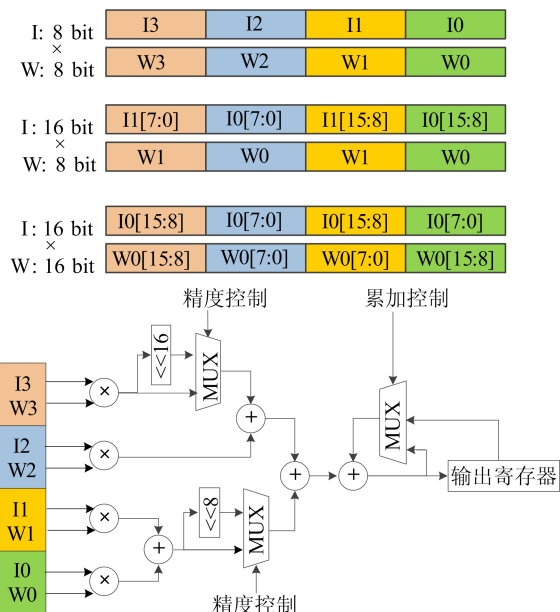 I: 8 bit
×
W: 8 bit
I3 I2 I1 I0
W3 W2 W1 W0
I: 16 bit
×
W: 8 bit
I1[7:0] I0[7:0] I1[15:8] I0[15:8]
W1 W0 W1 W0
I: 16 bit
×
W: 16 bit
I0[15:8] I0[7:0] I0[15:8] I0[7:0]
W0[15:8] W0[7:0] W0[7:0] W0[15:8]
精度控制
累加控制
I3
W3
×
<<16
MUX
+
I2
W2
×
I1
W1
×
I0
W0
×
+
<<8
MUX
+
+
MUX
输出寄存器
精度控制